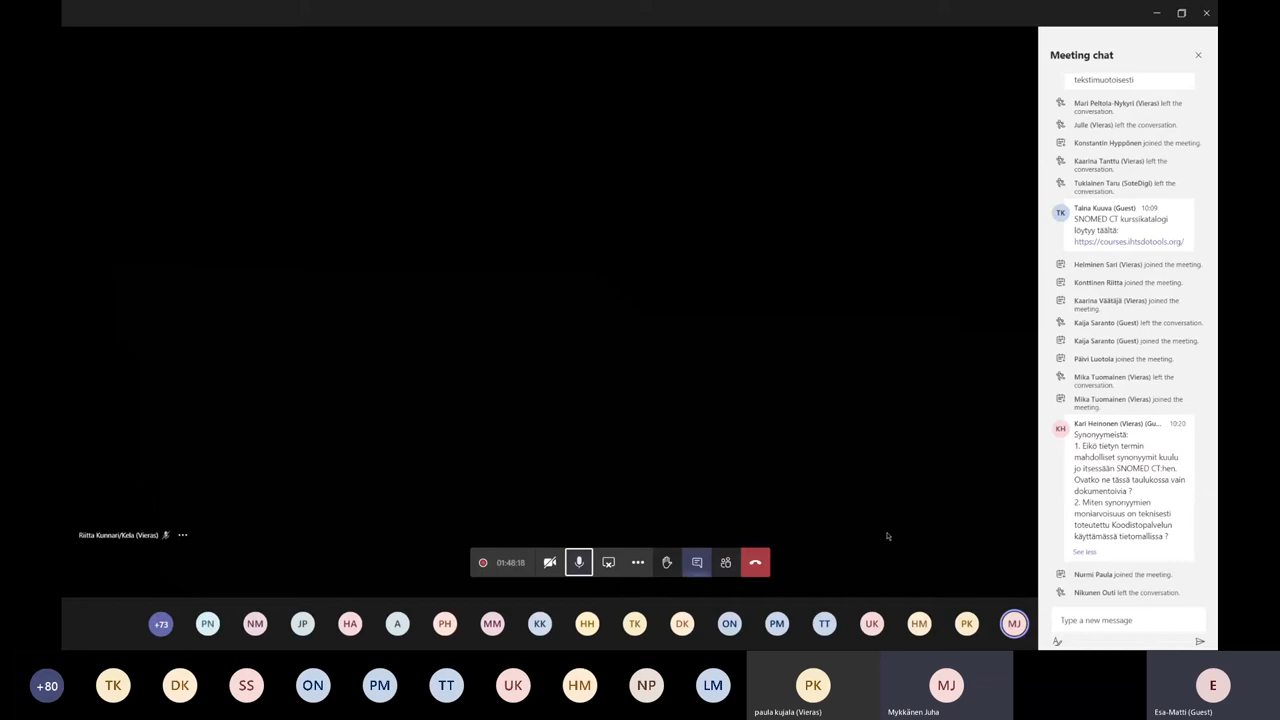 Meeting chat
tekstimuotoisesti
Mari Peltola-Nykyri (Vieras) left the
conversation.
Julle (Vieras) left the conversation.
Konstantin Hyppönen joined the meeting.
Kaarina Tanttu (Vieras) left the
conversation.
Tukiainen Taru (SoteDigi) left the
conversation.
TK
Taina Kuuva (Guest) 10:09
SNOMED CT kurssikatalogi
löytyy täältä:
https://courses.ihtsdotools.org/
Helminen Sari (Vieras) joined the meeting.
Konttinen Riitta joined the meeting.
Kaarina Väätäjä (Vieras) joined the
meeting.
Kaija Saranto (Guest) left the conversation.
Kaija Saranto (Guest) joined the meeting.
Päivi Luotola joined the meeting.
Mika Tuomainen (Vieras) left the
conversation.
Mika Tuomainen (Vieras) joined the
meeting.
KH
Kari Heinonen (Vieras) (Gu... 10:20
Synonyymeistä:
1. Eikö tietyn termin
mahdolliset synonyymit kuulu
jo itsessään SNOMED CT:hen.
Ovatko ne tässä taulukossa vain
dokumentoivia ?
2. Miten synonyymien
moniarvoisuus on teknisesti
toteutettu Koodistopalvelun
käyttämässä tietomallissa ?
See less
Nurmi Paula joined the meeting.
Nikunen Outi left the conversation.
Type a new message
Riitta Kunnari/Kela (Vieras)
01:48:18
+73 PN NM JP HA A PH MM KK HH TK DK ON PM TT UK HM PK MJ
+80 TK DK SS ON PM TT UK HM NP LM PK MJ E
paula kujala (Vieras) Mykkänen Juha Esa-Matti (Guest)